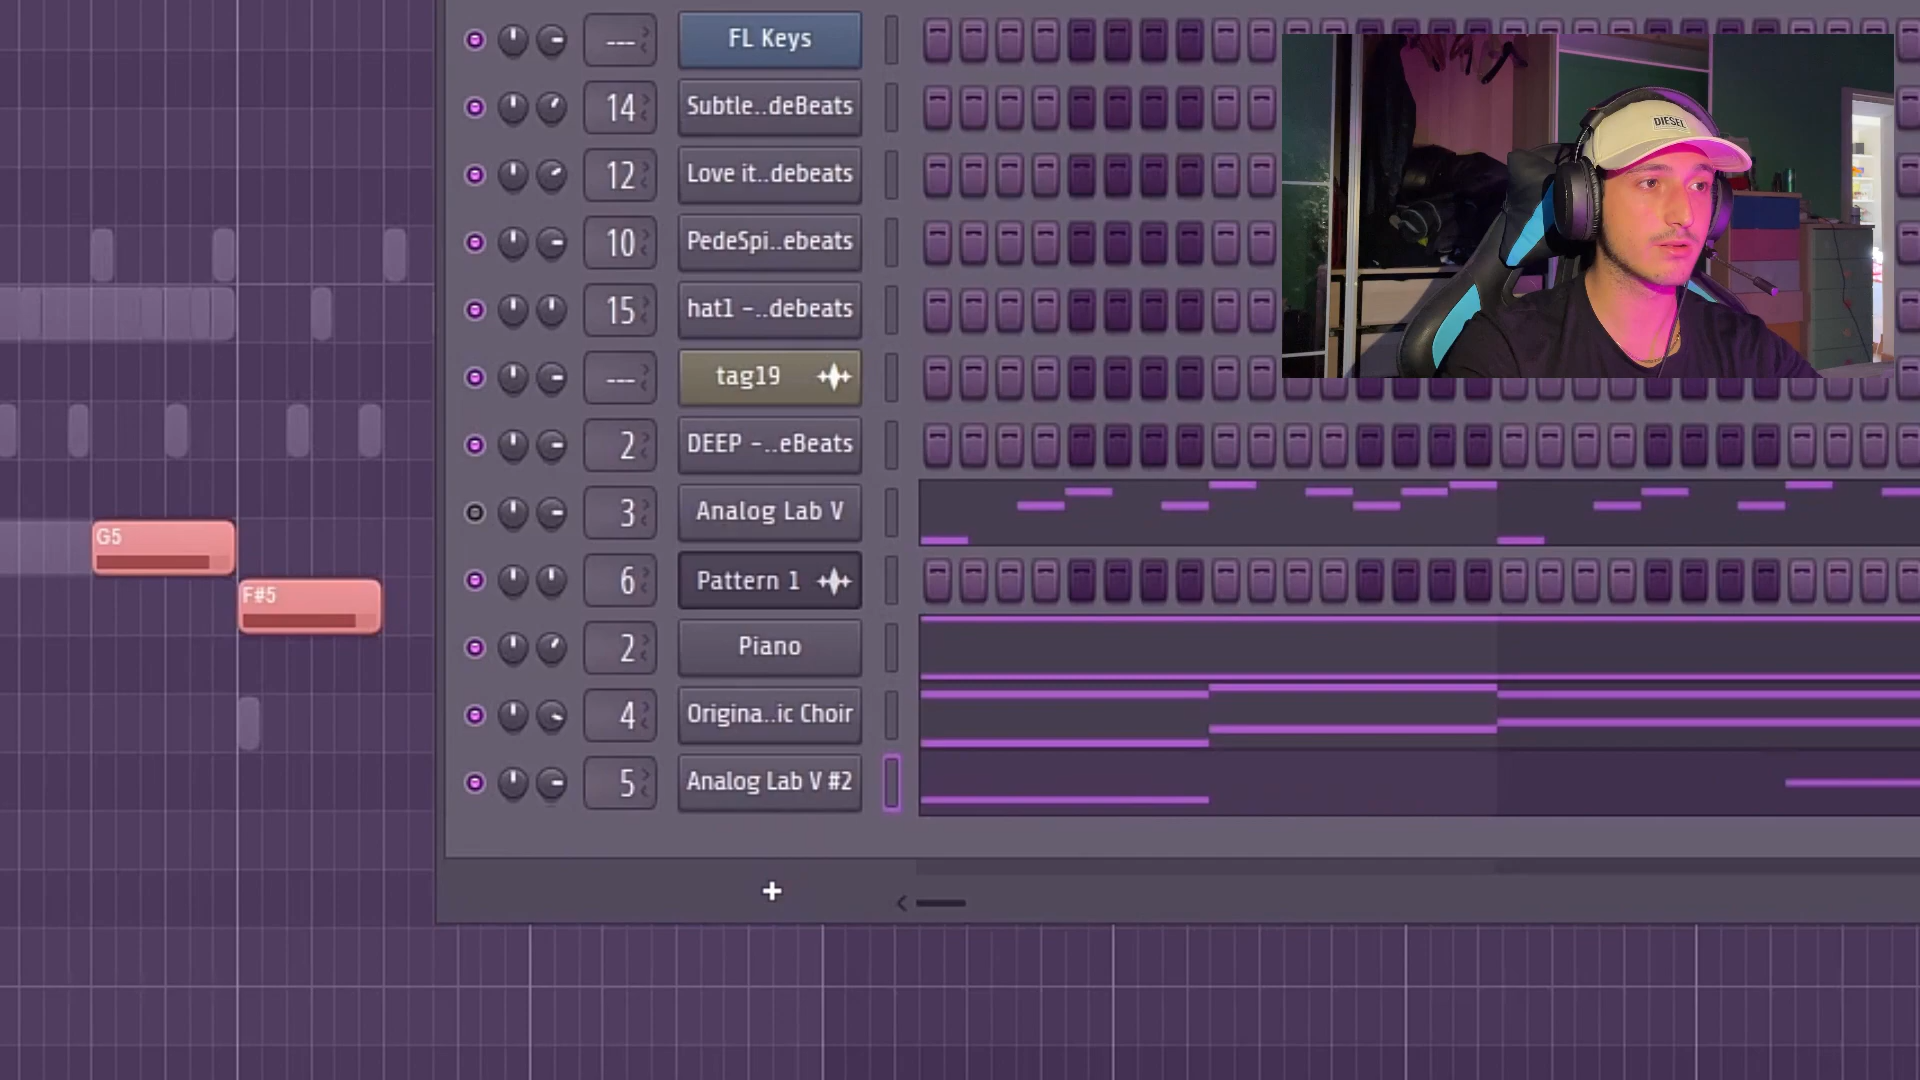 --- FL Keys
14 Subtle..deBeats
DIESEL
12 Love it..debeats
10 PedeSpi..ebeats
15 hat1 -..debeats
--- tag19
2 DEEP -..eBeats
3 Analog Lab V
G5
6 Pattern 1
F#5
2 Piano
4 Origina..ic Choir
5 Analog Lab V #2
+